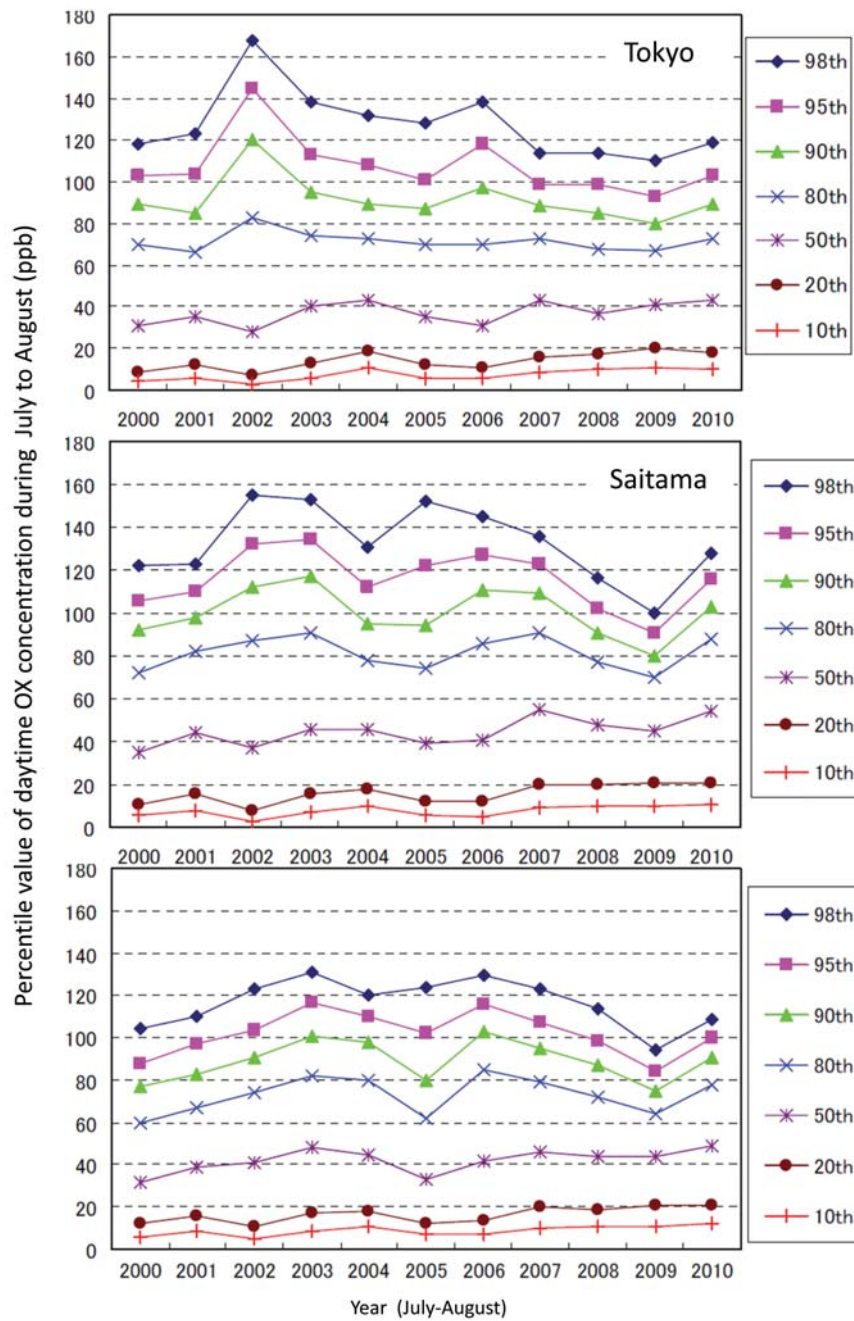 Percentile value of daytime OX concentration during July to August (ppb)
Tokyo
180
160
140
120
100
80
60
40
20
0
2000 2001 2002 2003 2004 2005 2006 2007 2008 2009 2010
98th
95th
90th
80th
50th
20th
10th
Saitama
180
160
140
120
100
80
60
40
20
0
2000 2001 2002 2003 2004 2005 2006 2007 2008 2009 2010
98th
95th
90th
80th
50th
20th
10th
180
160
140
120
100
80
60
40
20
0
2000 2001 2002 2003 2004 2005 2006 2007 2008 2009 2010
98th
95th
90th
80th
50th
20th
10th
Year (July-August)